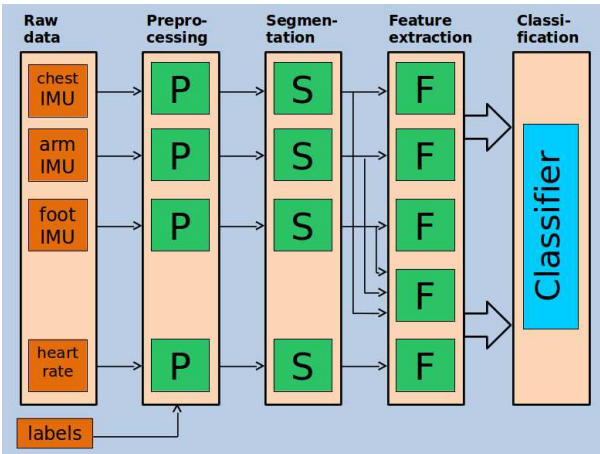 Raw
data
Prepro-
cessing
Segmen-
tation
Feature
extraction
Classi-
fication
chest
IMU
P
S
F
arm
IMU
P
S
F
foot
IMU
P
S
F
F
heart
rate
P
S
F
Classifier
labels